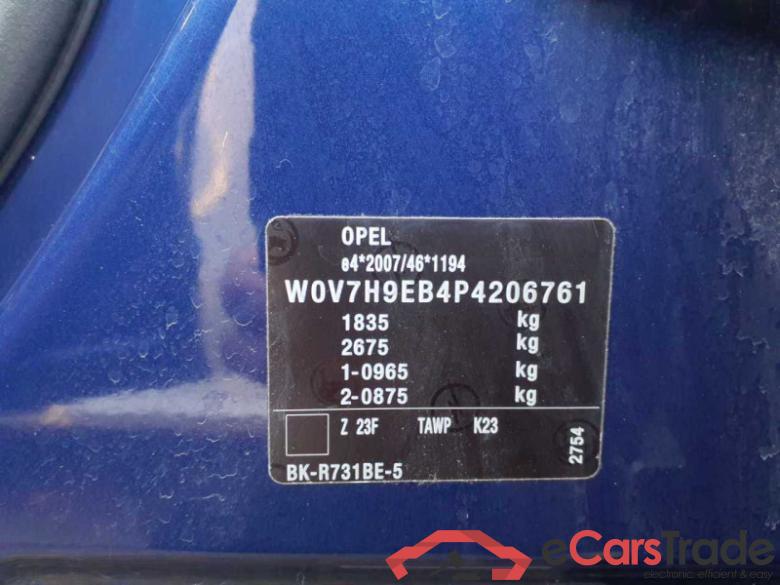 OPEL
e4*2007/46*1194
W0V7H9EB4P4206761
1835 kg
2675 kg
1-0965 kg
2-0875 kg
Z 23F TAWP K23
2754
BK-R731BE-5
eCarsTrade
electronic, efficient & easy